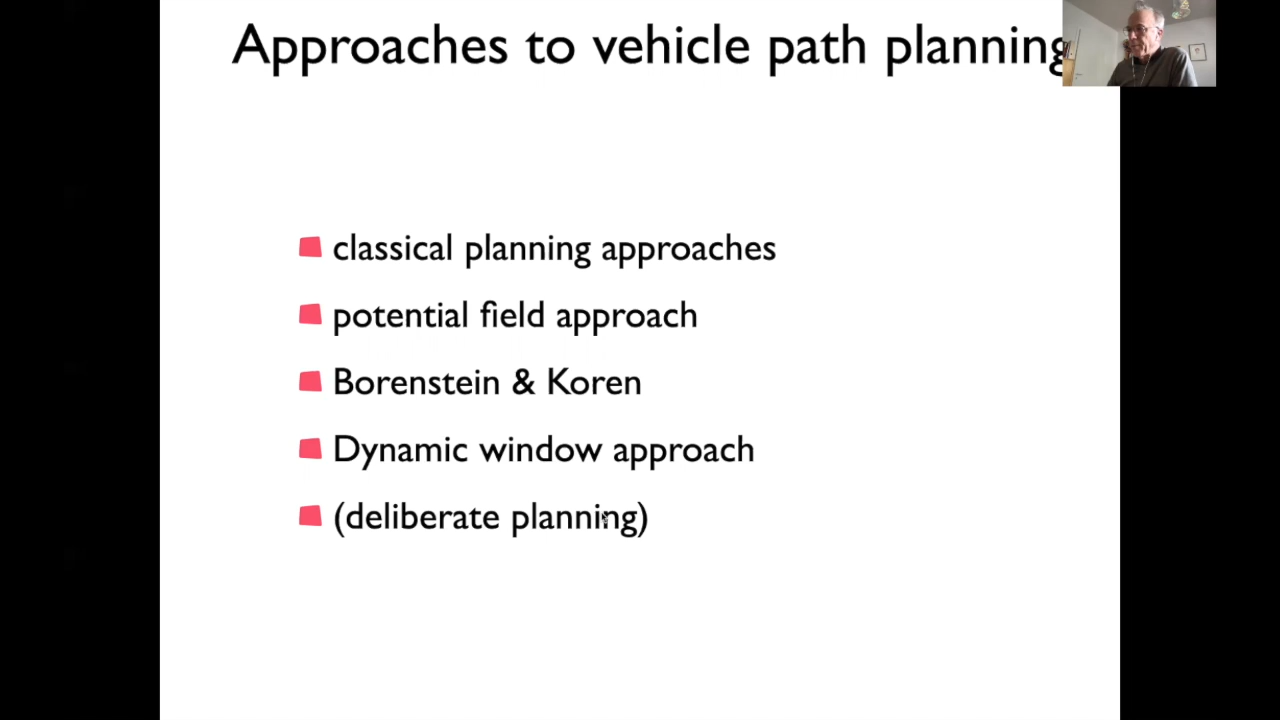 Approaches to vehicle path planning
classical planning approaches
potential field approach
Borenstein & Koren
Dynamic window approach
(deliberate planning)